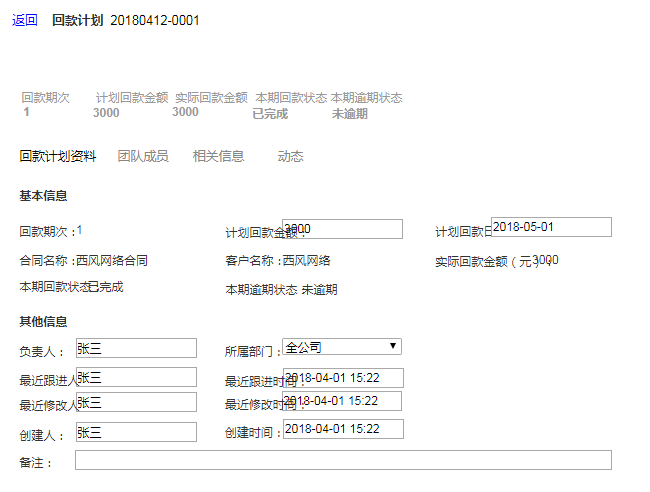 返回 回款计划 20180412-0001
回款期次 计划回款金额 实际回款金额 本期回款状态 本期逾期状态
1 3000 3000 已完成 未逾期
回款计划资料 团队成员 相关信息 动态
基本信息
回款期次：1 计划回款金额：3000 计划回款日 2018-05-01
合同名称：西风网络合同 客户名称：西风网络 实际回款金额（元）：3000
本期回款状态 已完成 本期逾期状态 未逾期
其他信息
负责人： 张三 所属部门： 全公司
最近跟进人 张三 最近跟进时间： 2018-04-01 15:22
最近修改人 张三 最近修改时间： 2018-04-01 15:22
创建人： 张三 创建时间： 2018-04-01 15:22
备注：